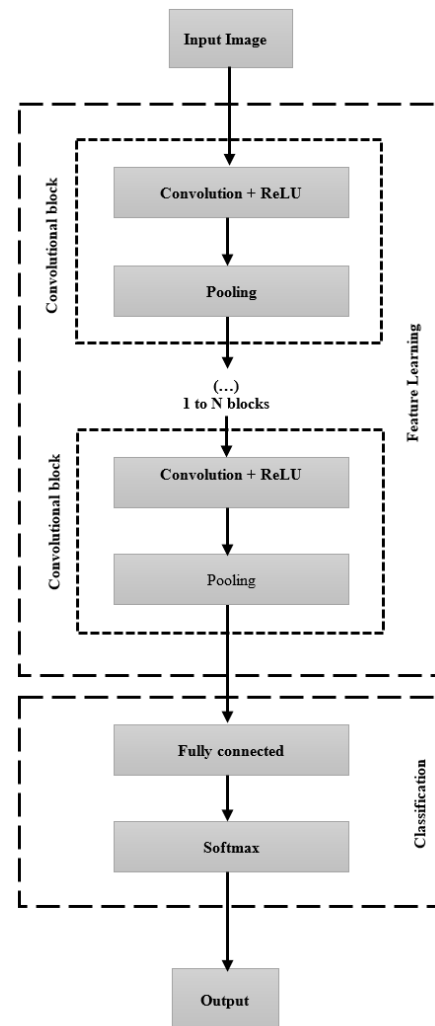 Input Image
Convolutional block
Convolution + ReLU
Pooling
(...)
1 to N blocks
Feature Learning
Convolutional block
Convolution + ReLU
Pooling
Fully connected
Classification
Softmax
Output